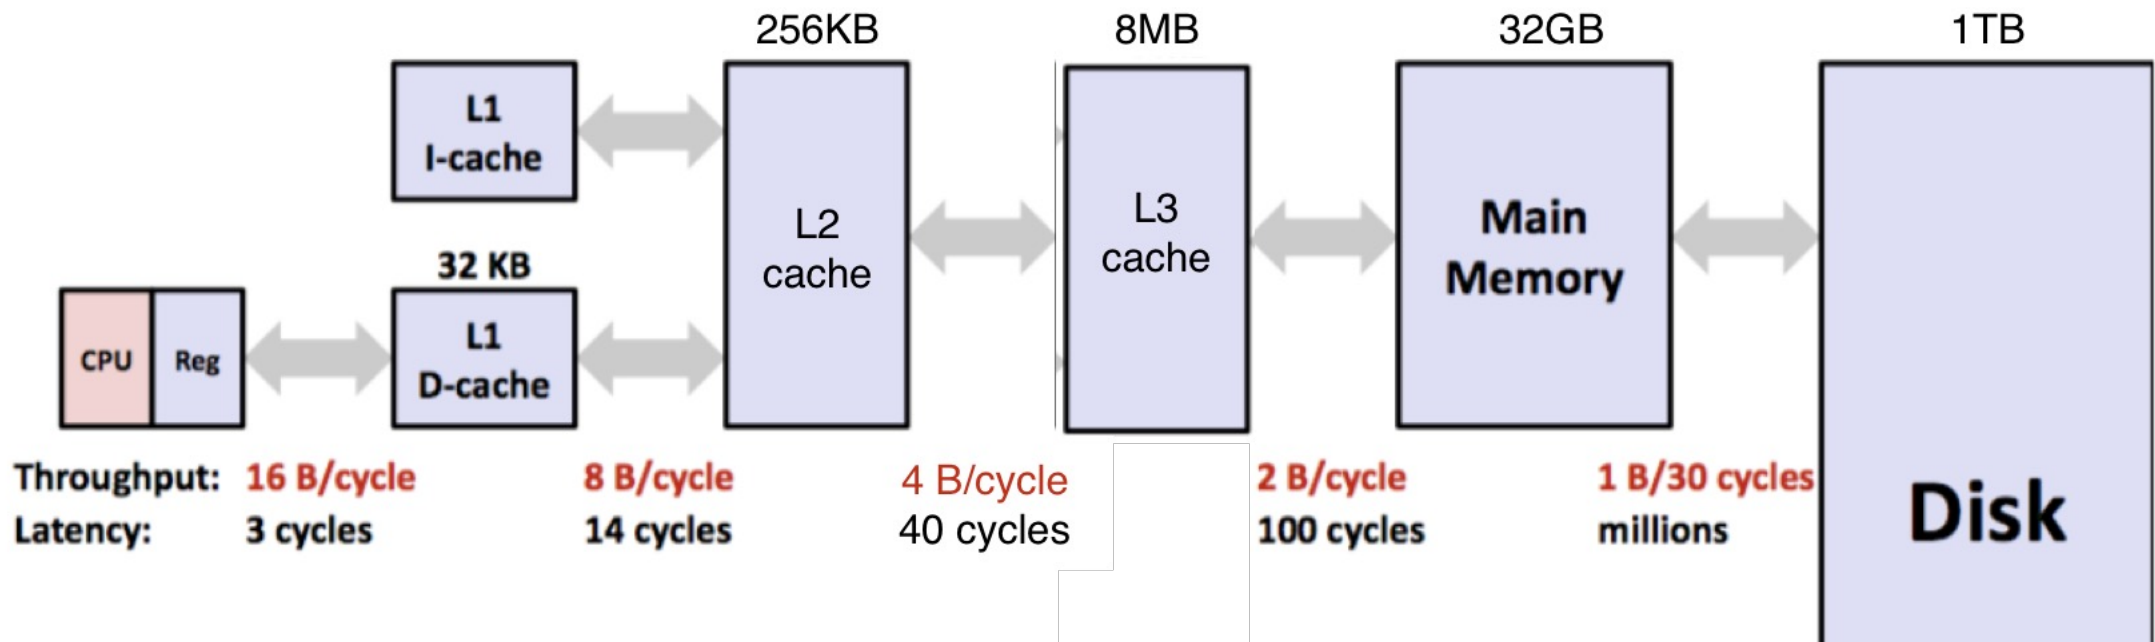 256KB
8MB
32GB
1TB
L1
I-cache
32 KB
L1
D-cache
CPU
Reg
L2
cache
L3
cache
Main
Memory
Disk
Throughput: 16 B/cycle 8 B/cycle 4 B/cycle 2 B/cycle 1 B/30 cycles
Latency: 3 cycles 14 cycles 40 cycles 100 cycles millions